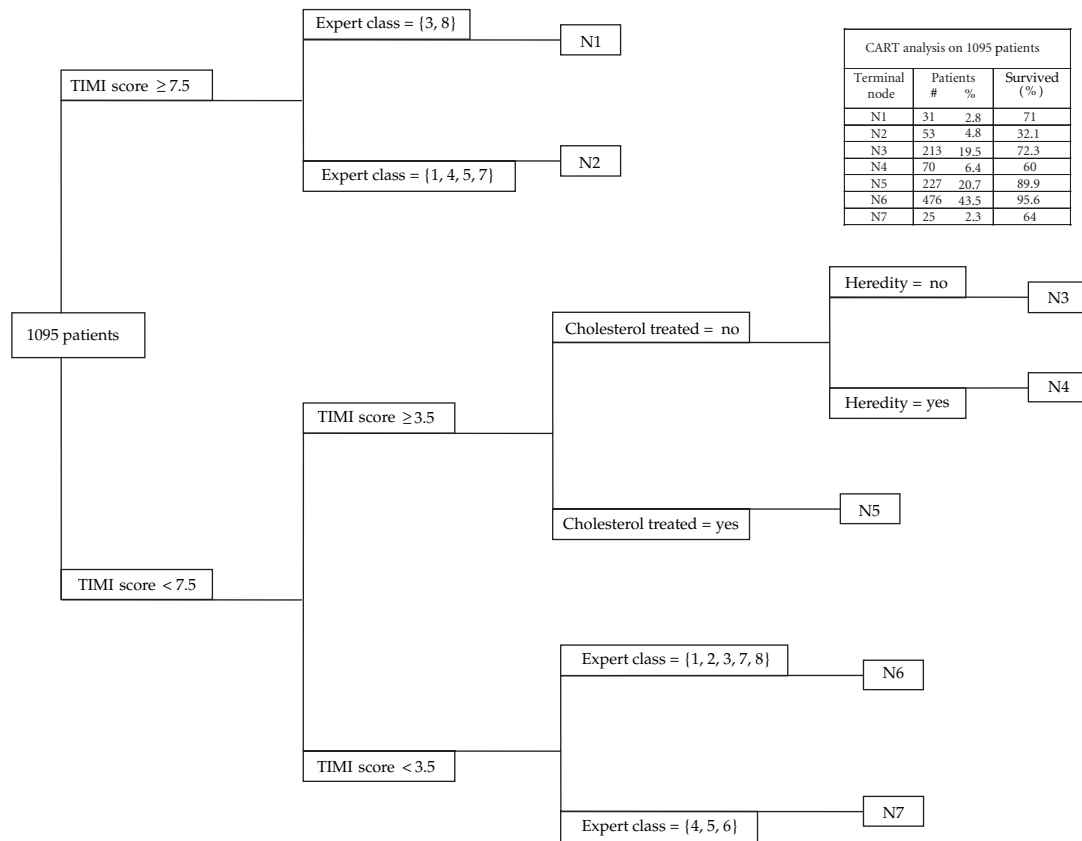 Expert class = {3, 8}
N1
TIMI score ≥ 7.5
N2
Expert class = {1, 4, 5, 7}
CART analysis on 1095 patients
Terminal node Patients # % Survived (%)
N1 31 2.8 71
N2 53 4.8 32.1
N3 213 19.5 72.3
N4 70 6.4 60
N5 227 20.7 89.9
N6 476 43.5 95.6
N7 25 2.3 64
1095 patients
Heredity = no
N3
Cholesterol treated = no
N4
Heredity = yes
TIMI score ≥ 3.5
N5
Cholesterol treated = yes
TIMI score < 7.5
Expert class = {1, 2, 3, 7, 8}
N6
TIMI score < 3.5
N7
Expert class = {4, 5, 6}